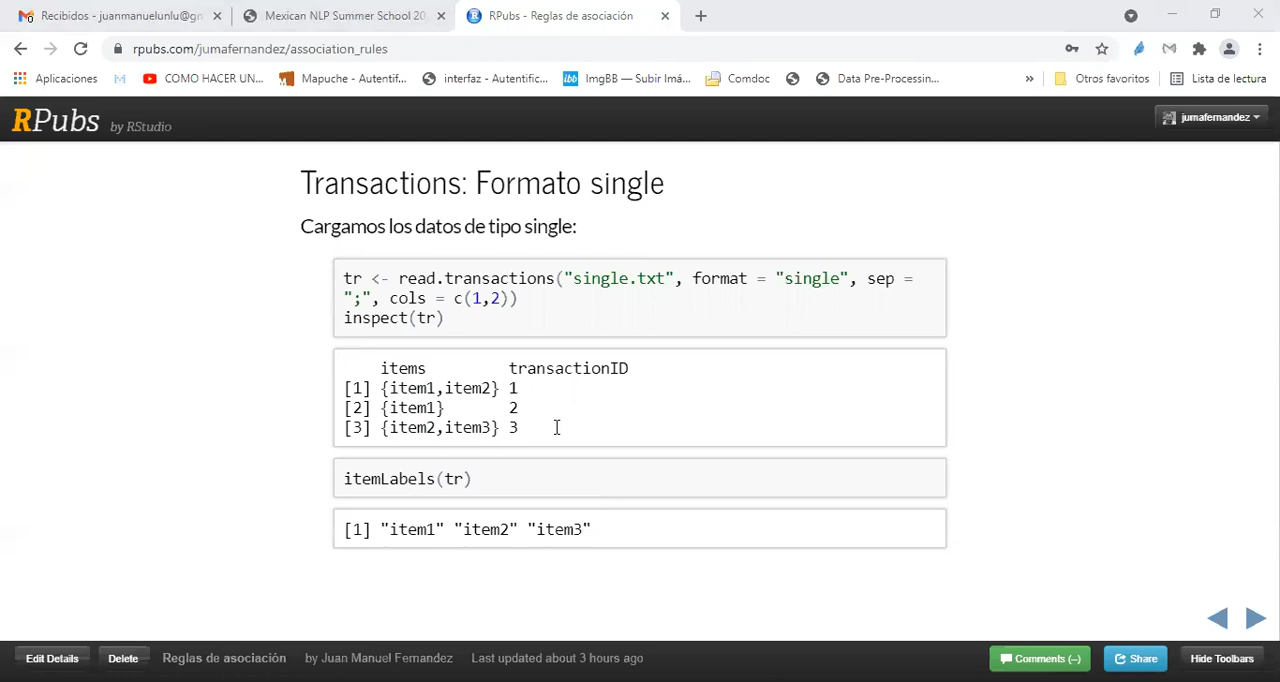 Recibidos - juanmanuelunlu@gn
Mexican NLP Summer School 20
RPubs - Reglas de asociación
rpubs.com/jumafernandez/association_rules
Aplicaciones
COMO HACER UN...
Mapuche - Autentif...
interfaz - Autentific...
ImgBB — Subir Imá...
Comdoc
Data Pre-Processin...
»
Otros favoritos
Lista de lectura
RPubs by RStudio
jumafernandez
Transactions: Formato single
Cargamos los datos de tipo single:
tr <- read.transactions("single.txt", format = "single", sep =
";", cols = c(1,2))
inspect(tr)
items transactionID
[1] {item1,item2} 1
[2] {item1} 2
[3] {item2,item3} 3
itemLabels(tr)
[1] "item1" "item2" "item3"
Edit Details
Delete
Reglas de asociación
by Juan Manuel Fernandez
Last updated about 3 hours ago
Comments (–)
Share
Hide Toolbars